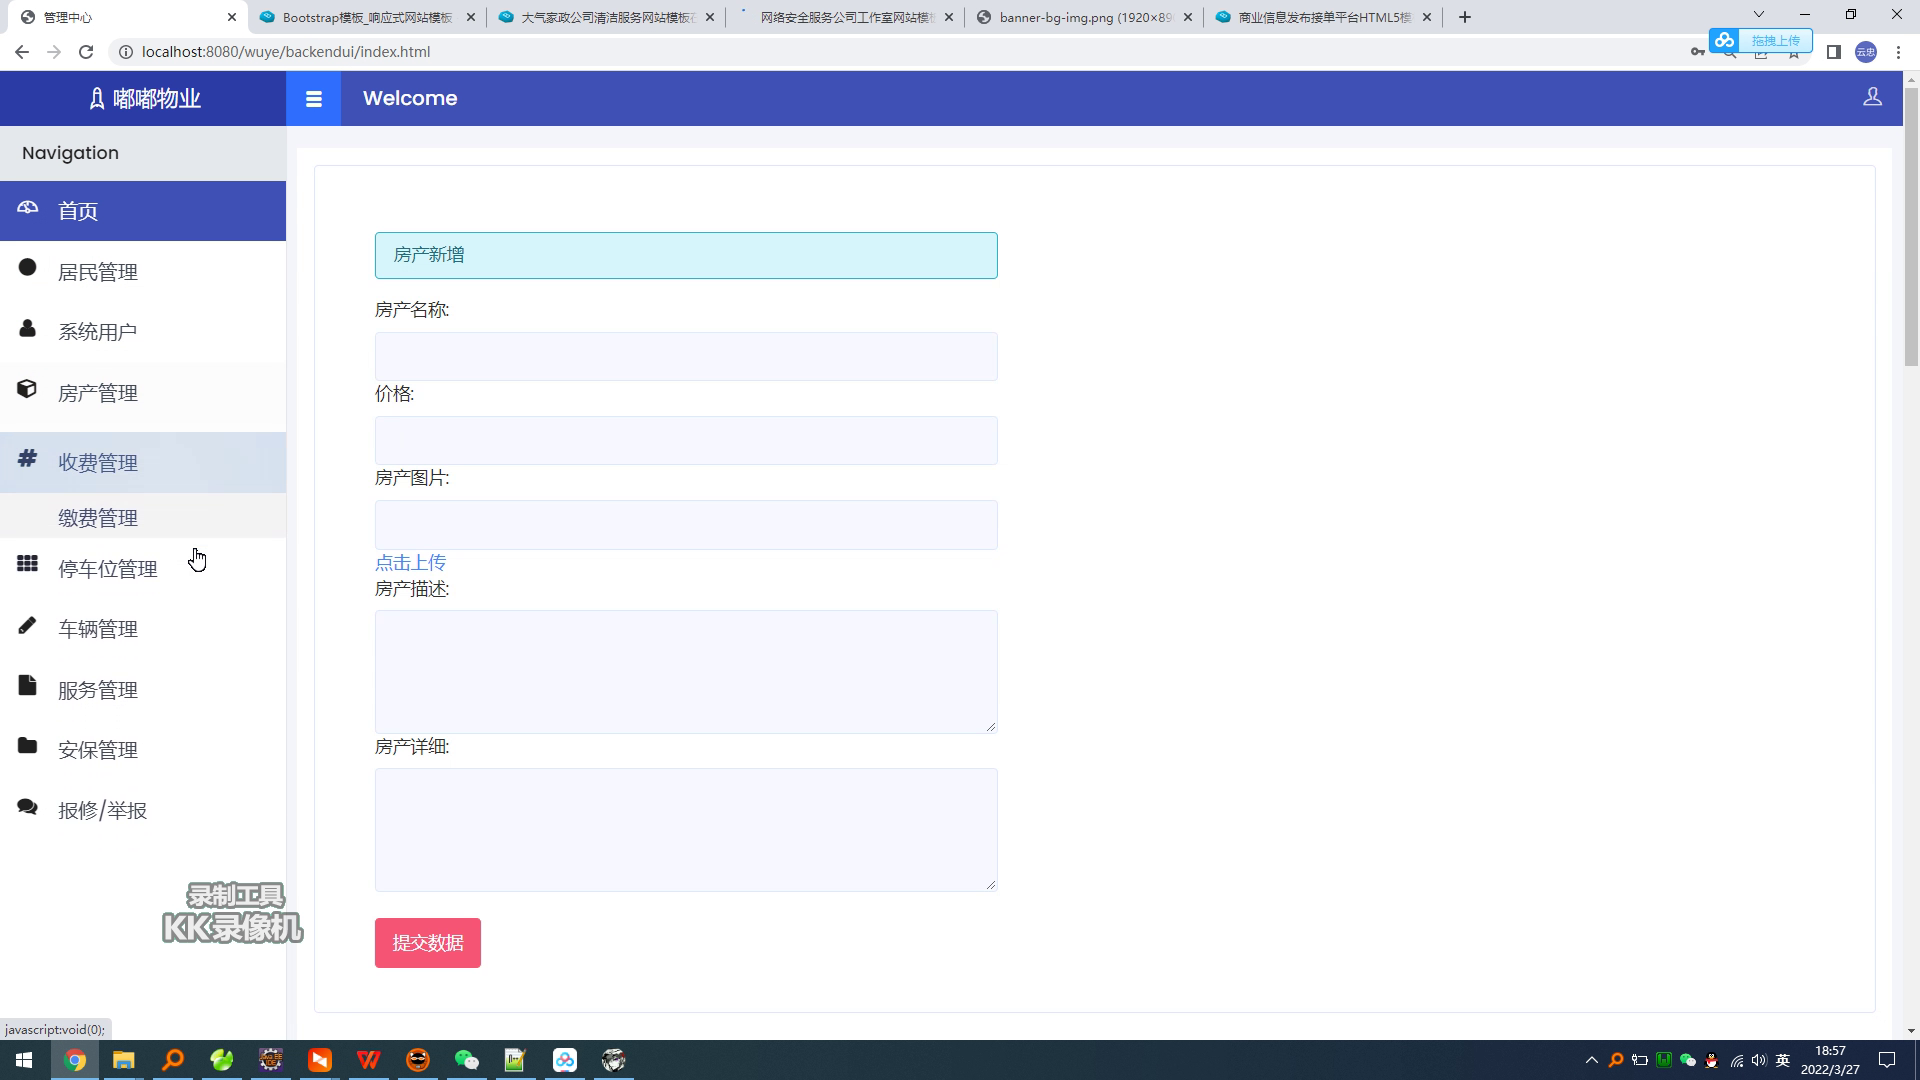 管理中心
Bootstrap模板_响应式网站模板
大气家政公司清洁服务网站模板
网络安全服务公司工作室网站模板
banner-bg-img.png (1920×89
商业信息发布接单平台HTML5模
localhost:8080/wuye/backendui/index.html
拖拽上传
云忠
嘟嘟物业
Welcome
Navigation
首页
居民管理
系统用户
房产管理
收费管理
缴费管理
停车位管理
车辆管理
服务管理
安保管理
报修/举报
房产新增
房产名称:
价格:
房产图片:
点击上传
房产描述:
房产详细:
提交数据
录制工具
KK录像机
javascript:void(0);
英
18:57
2022/3/27